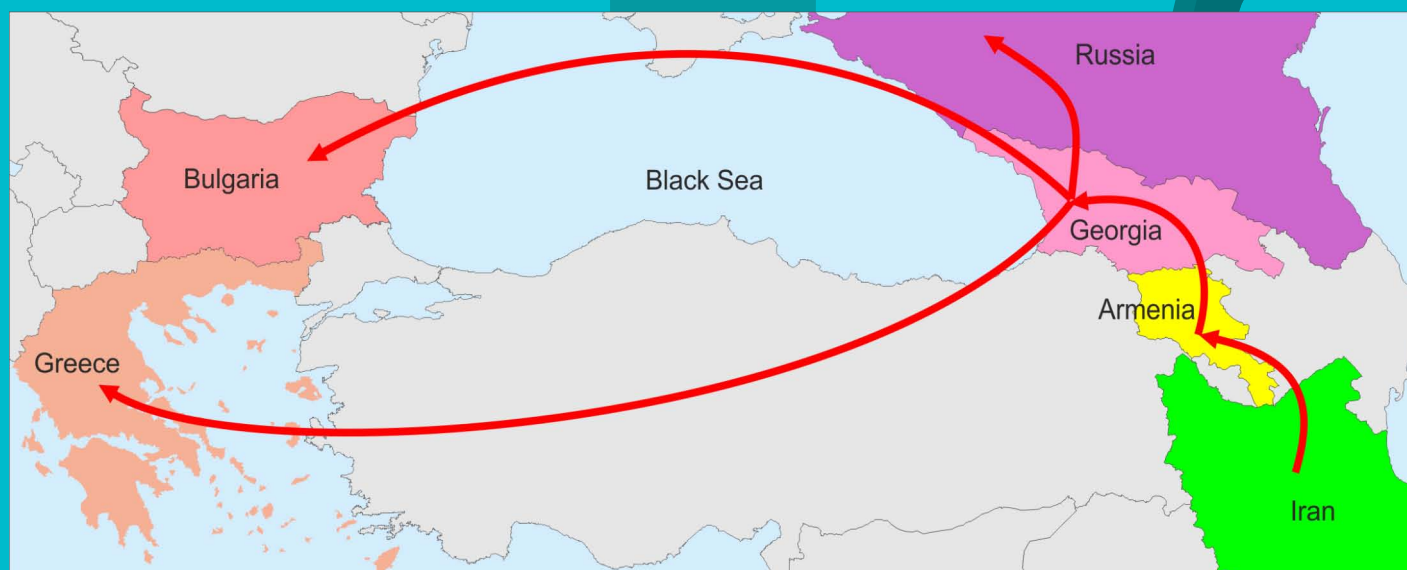 Russia
Bulgaria
Black Sea
Georgia
Armenia
Greece
Iran